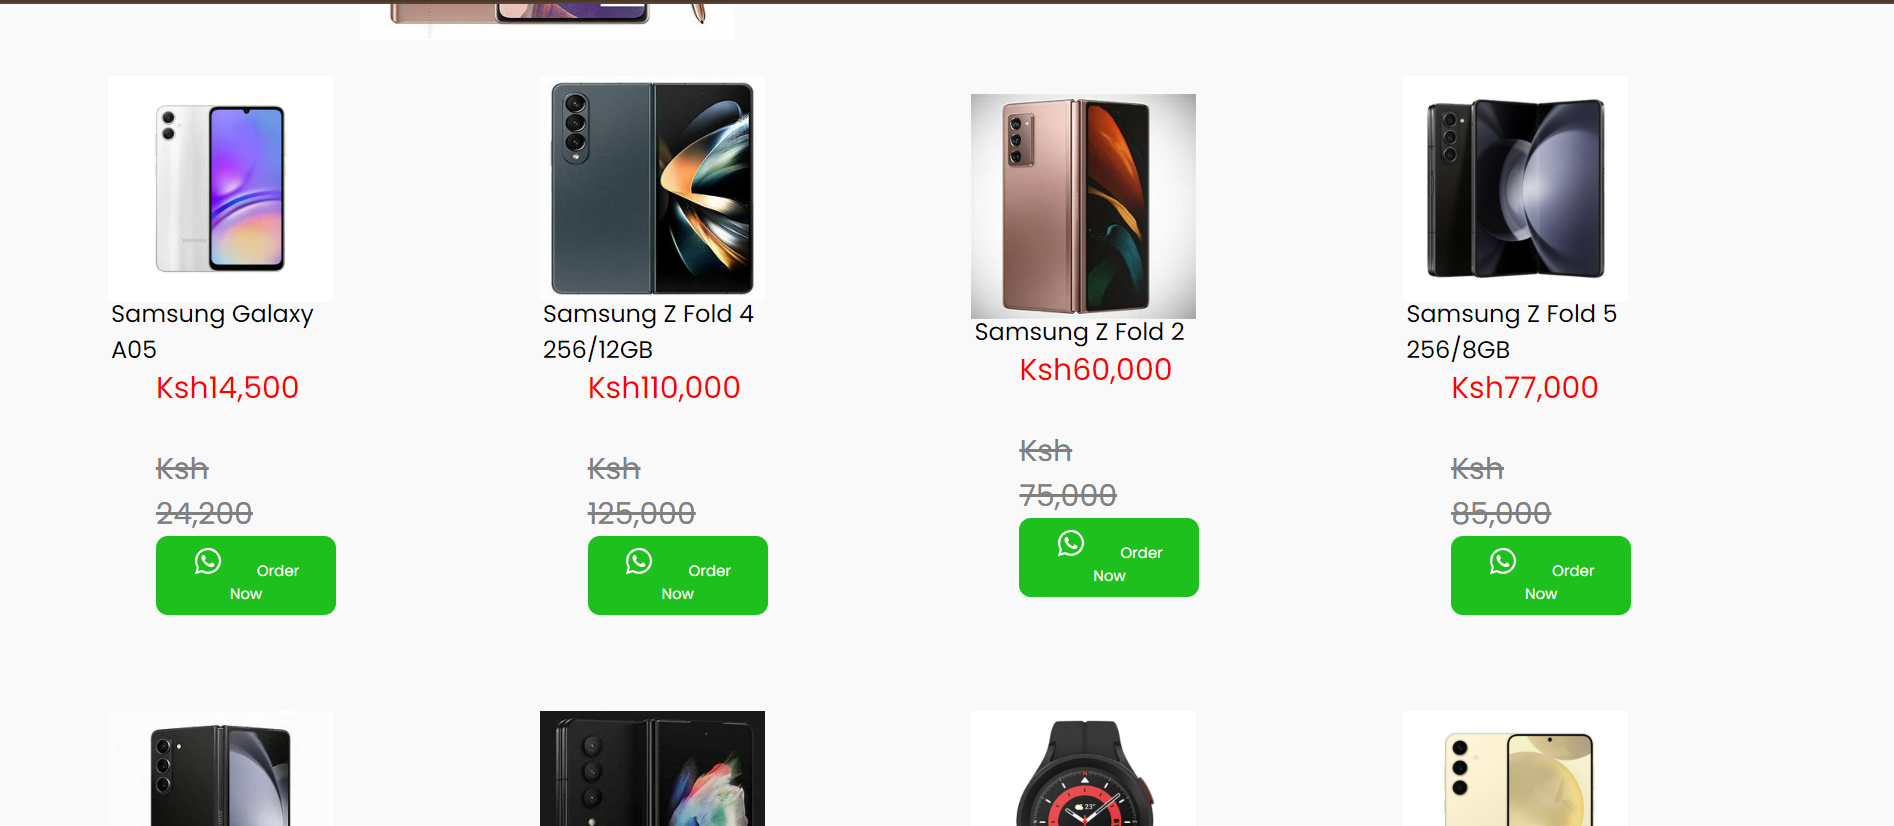 Samsung Galaxy
A05
Ksh14,500
Ksh
24,200
Order
Now
Samsung Z Fold 4
256/12GB
Ksh110,000
Ksh
125,000
Order
Now
Samsung Z Fold 2
Ksh60,000
Ksh
75,000
Order
Now
Samsung Z Fold 5
256/8GB
Ksh77,000
Ksh
85,000
Order
Now
23°